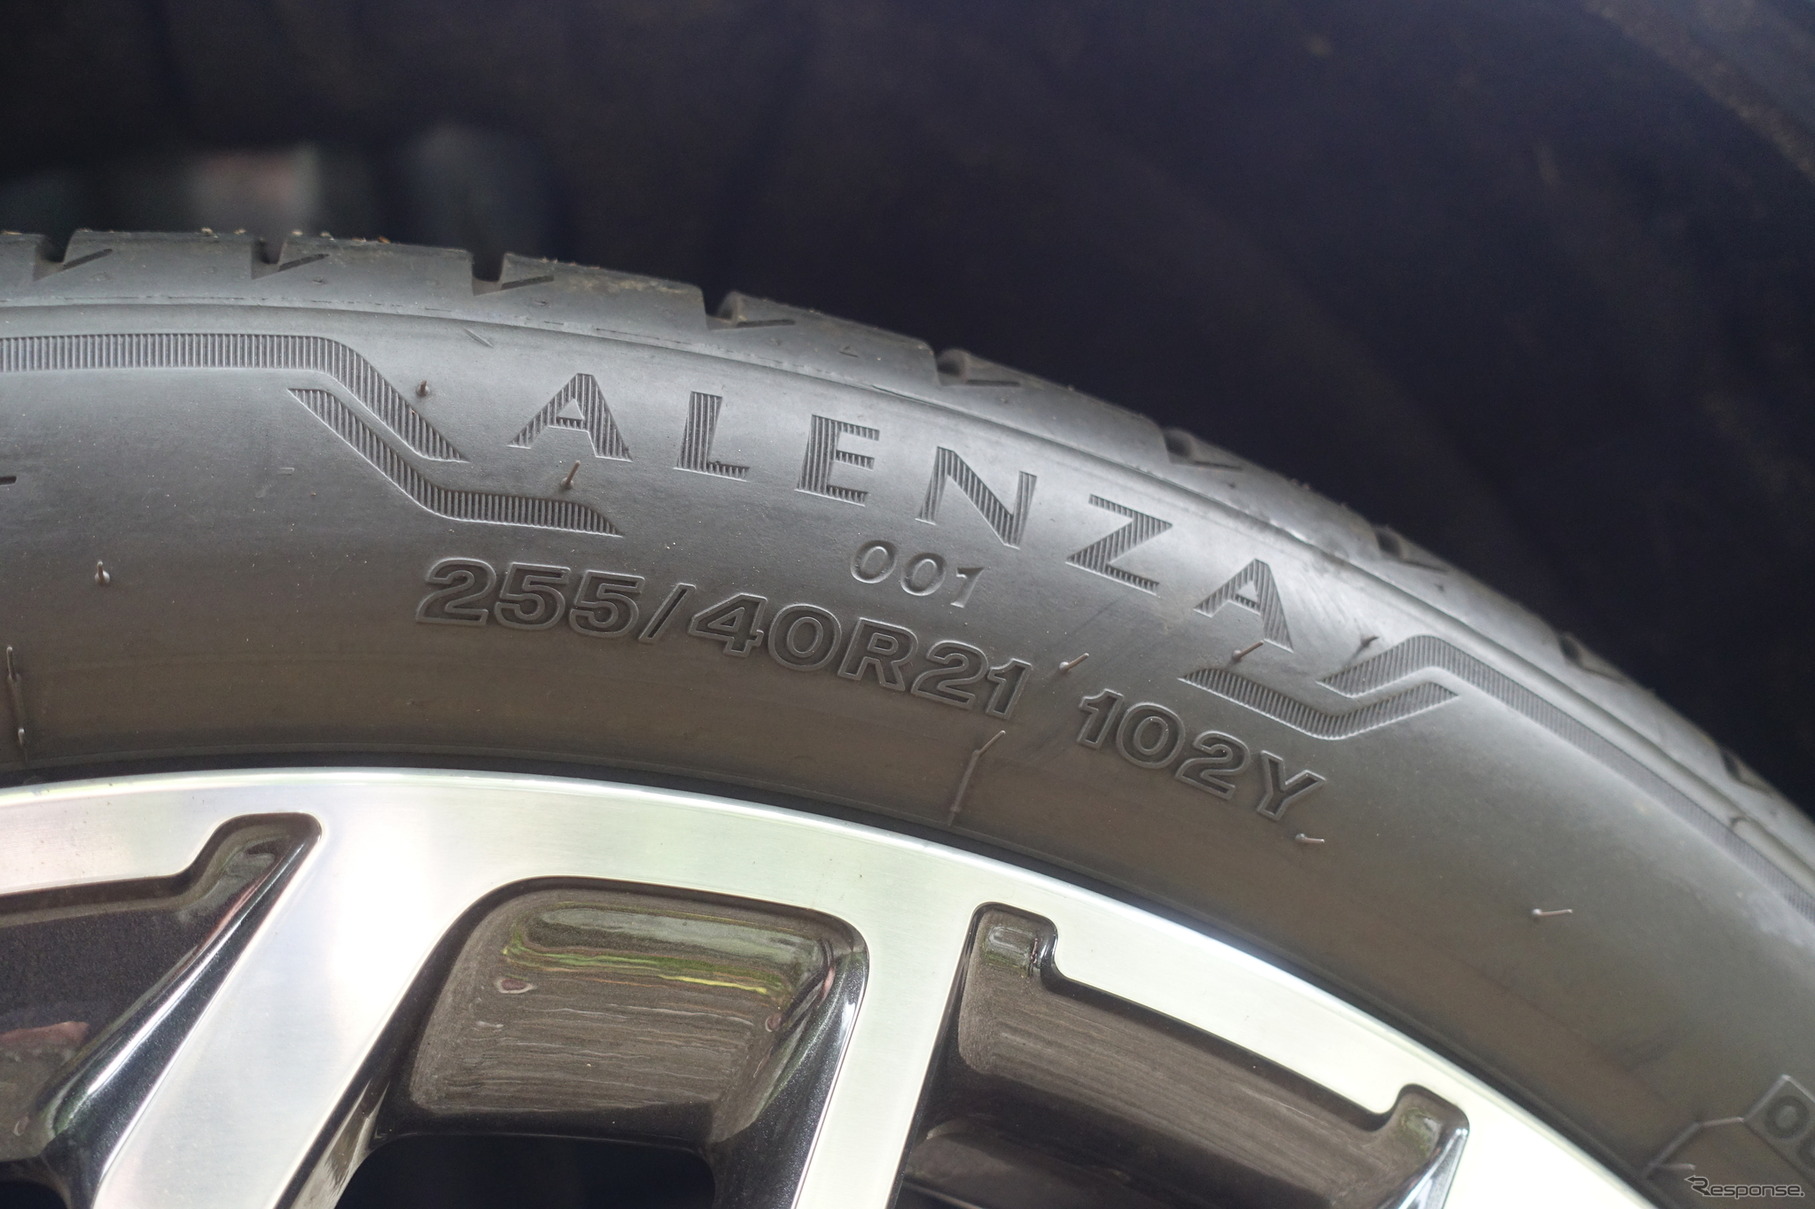 ALENZA
001
255/40R21 102Y
Response.